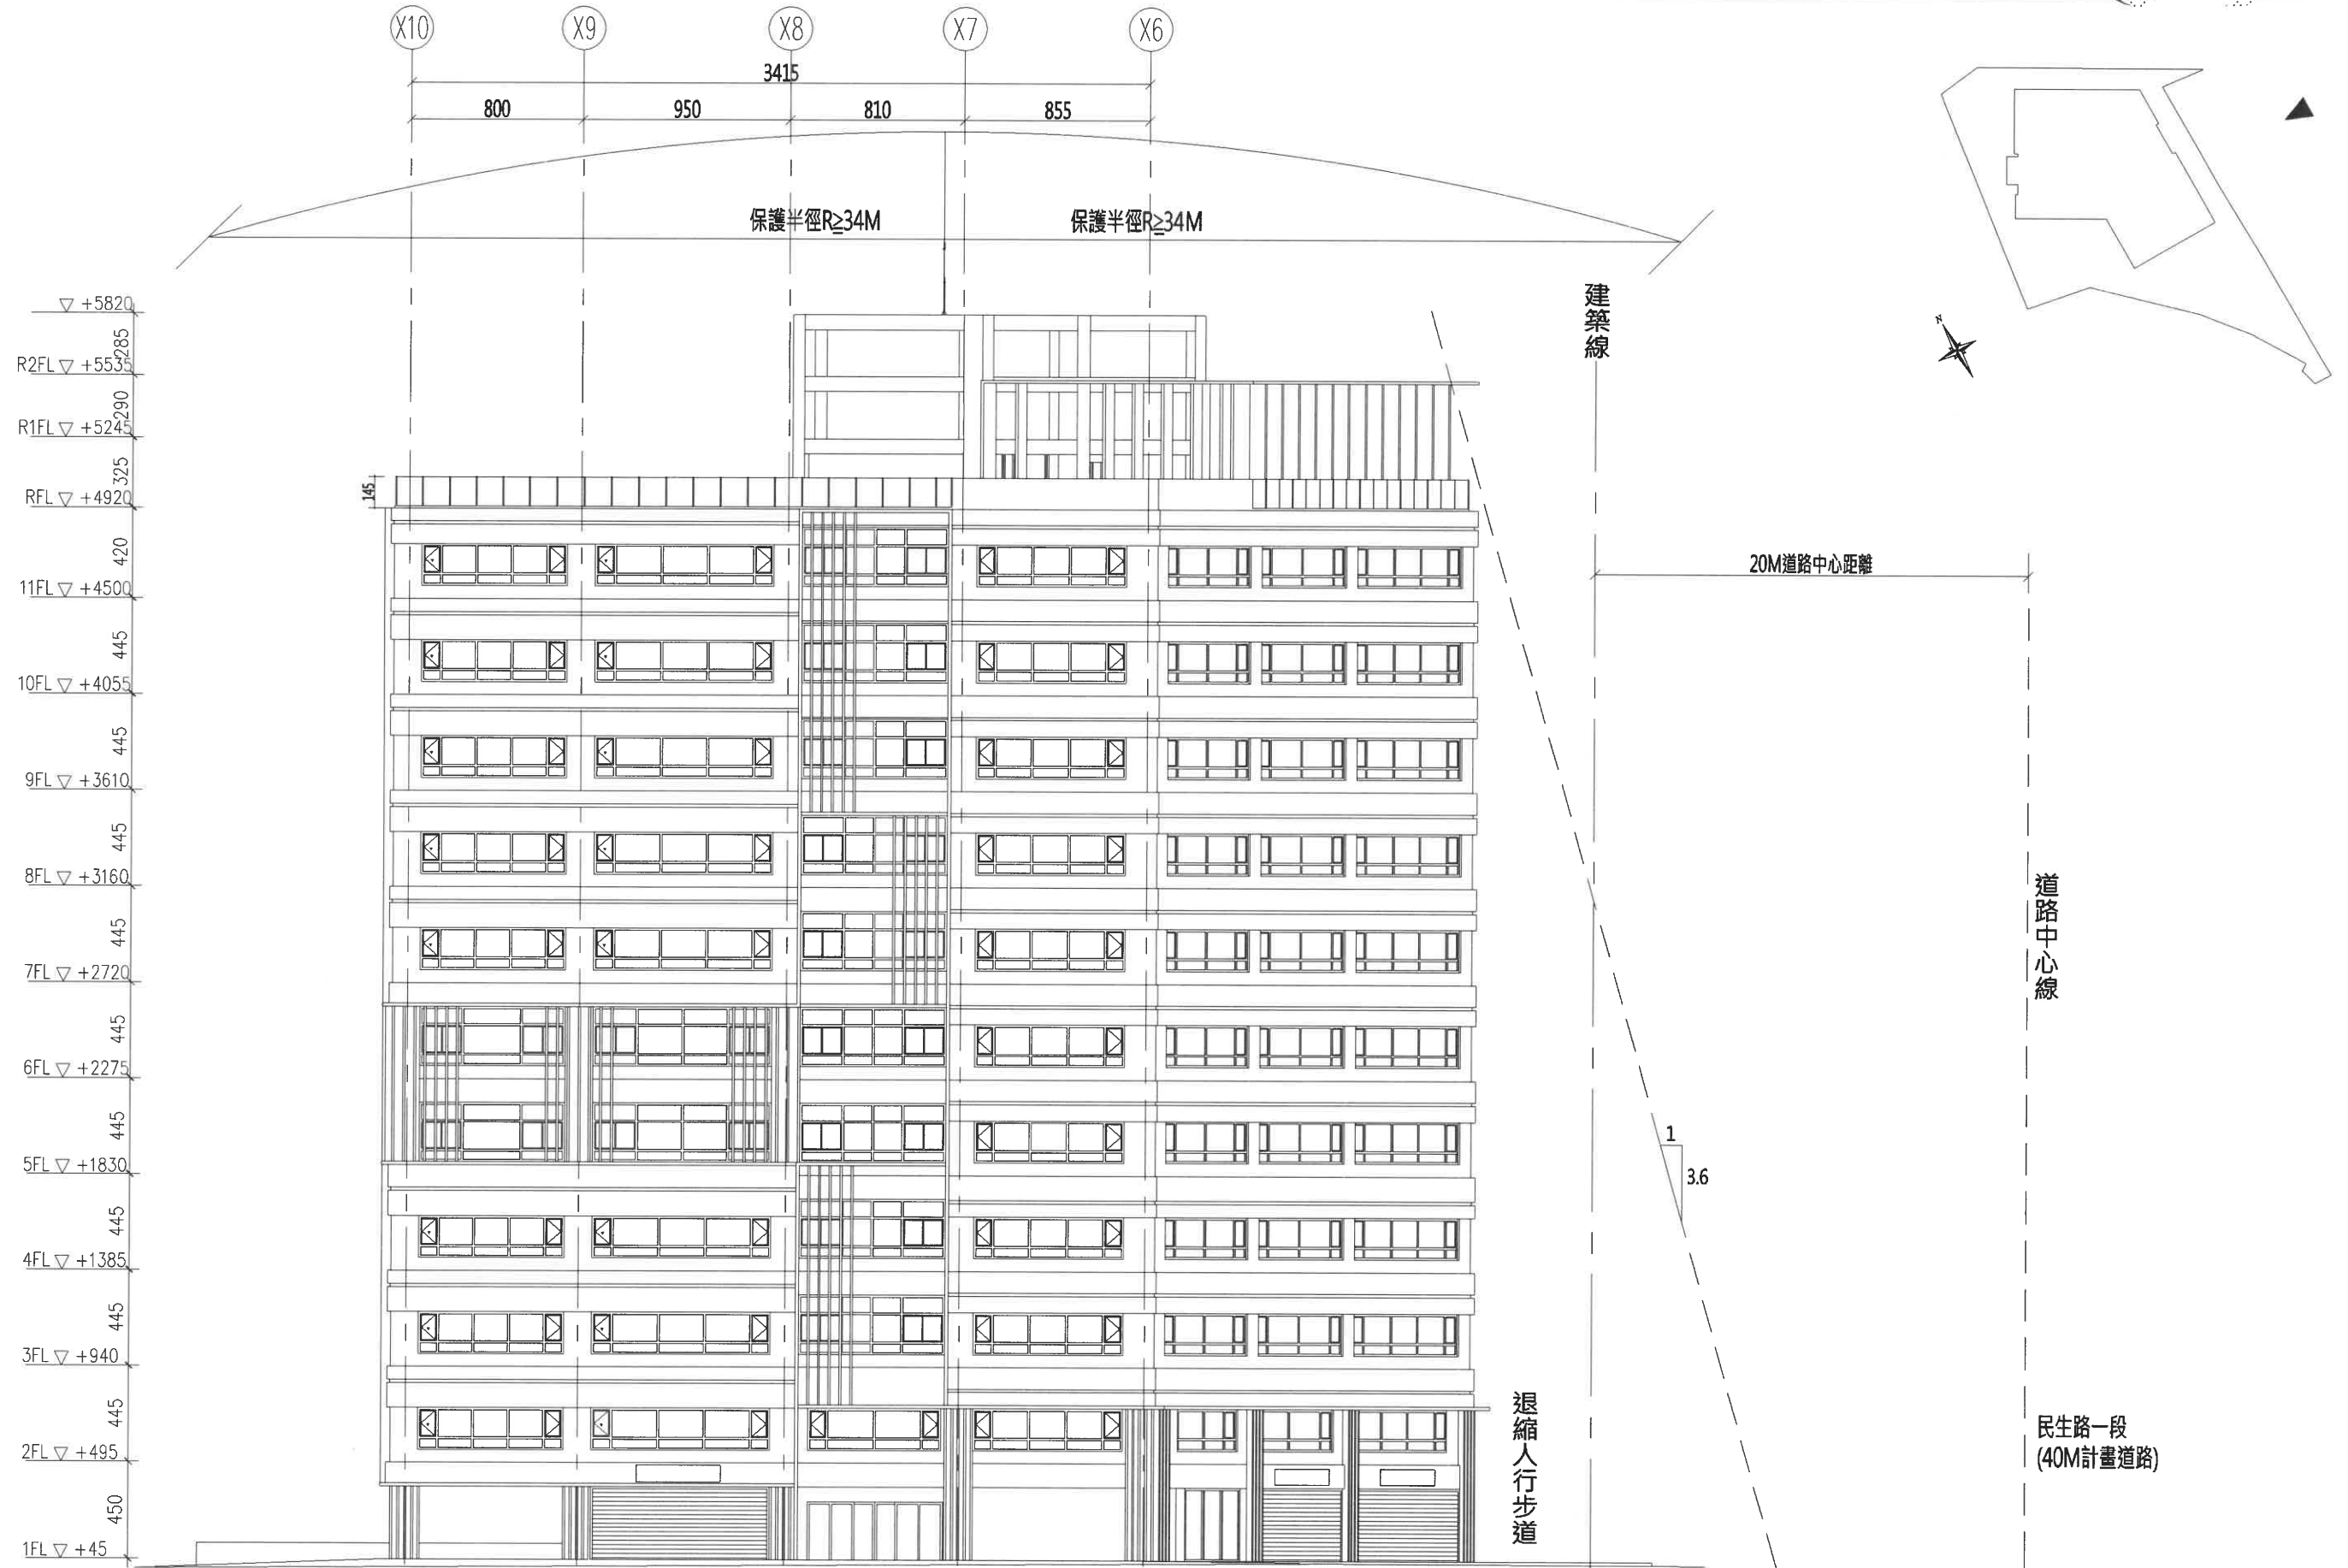 X10 X9 X8 X7 X6
3415
800 950 810 855
保護半徑R≥34M 保護半徑R≥34M
N
建築線
+5820
285
R2FL +5535
290
R1FL +5245
325
145
RFL +4920
420
20M道路中心距離
11FL +4500
445
10FL +4055
445
9FL +3610
445
8FL +3160
道路中心線
445
7FL +2720
445
6FL +2275
445
1
3.6
5FL +1830
445
4FL +1385
445
3FL +940
445
退縮人行步道
民生路一段
(40M計畫道路)
2FL +495
450
1FL +45